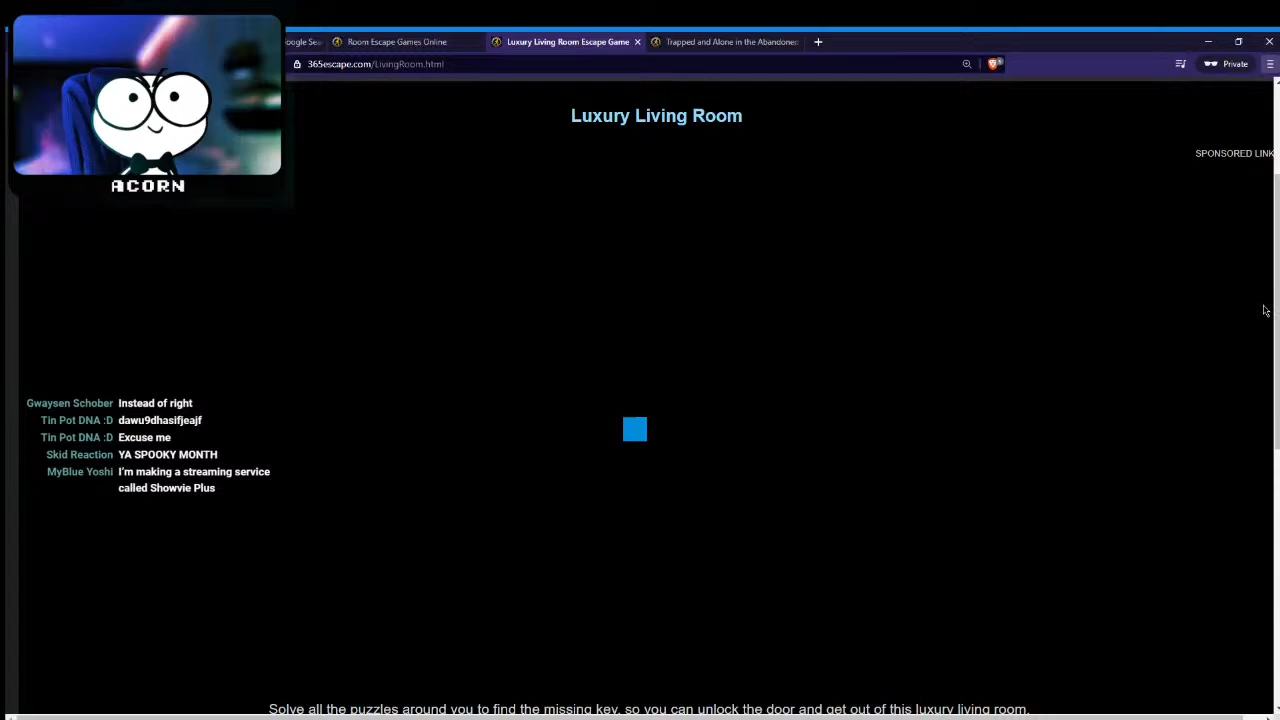 oogle Sea
Room Escape Games Online
Luxury Living Room Escape Game
Trapped and Alone in the Abandoned
365escape.com/LivingRoom.html
Private
Luxury Living Room
SPONSORED LINK
ACORN
Gwaysen Schober Instead of right
Tin Pot DNA :D dawu9dhasifjeajf
Tin Pot DNA :D Excuse me
Skid Reaction YA SPOOKY MONTH
MyBlue Yoshi I'm making a streaming service
called Showvie Plus
Solve all the puzzles around you to find the missing key, so you can unlock the door and get out of this luxury living room.